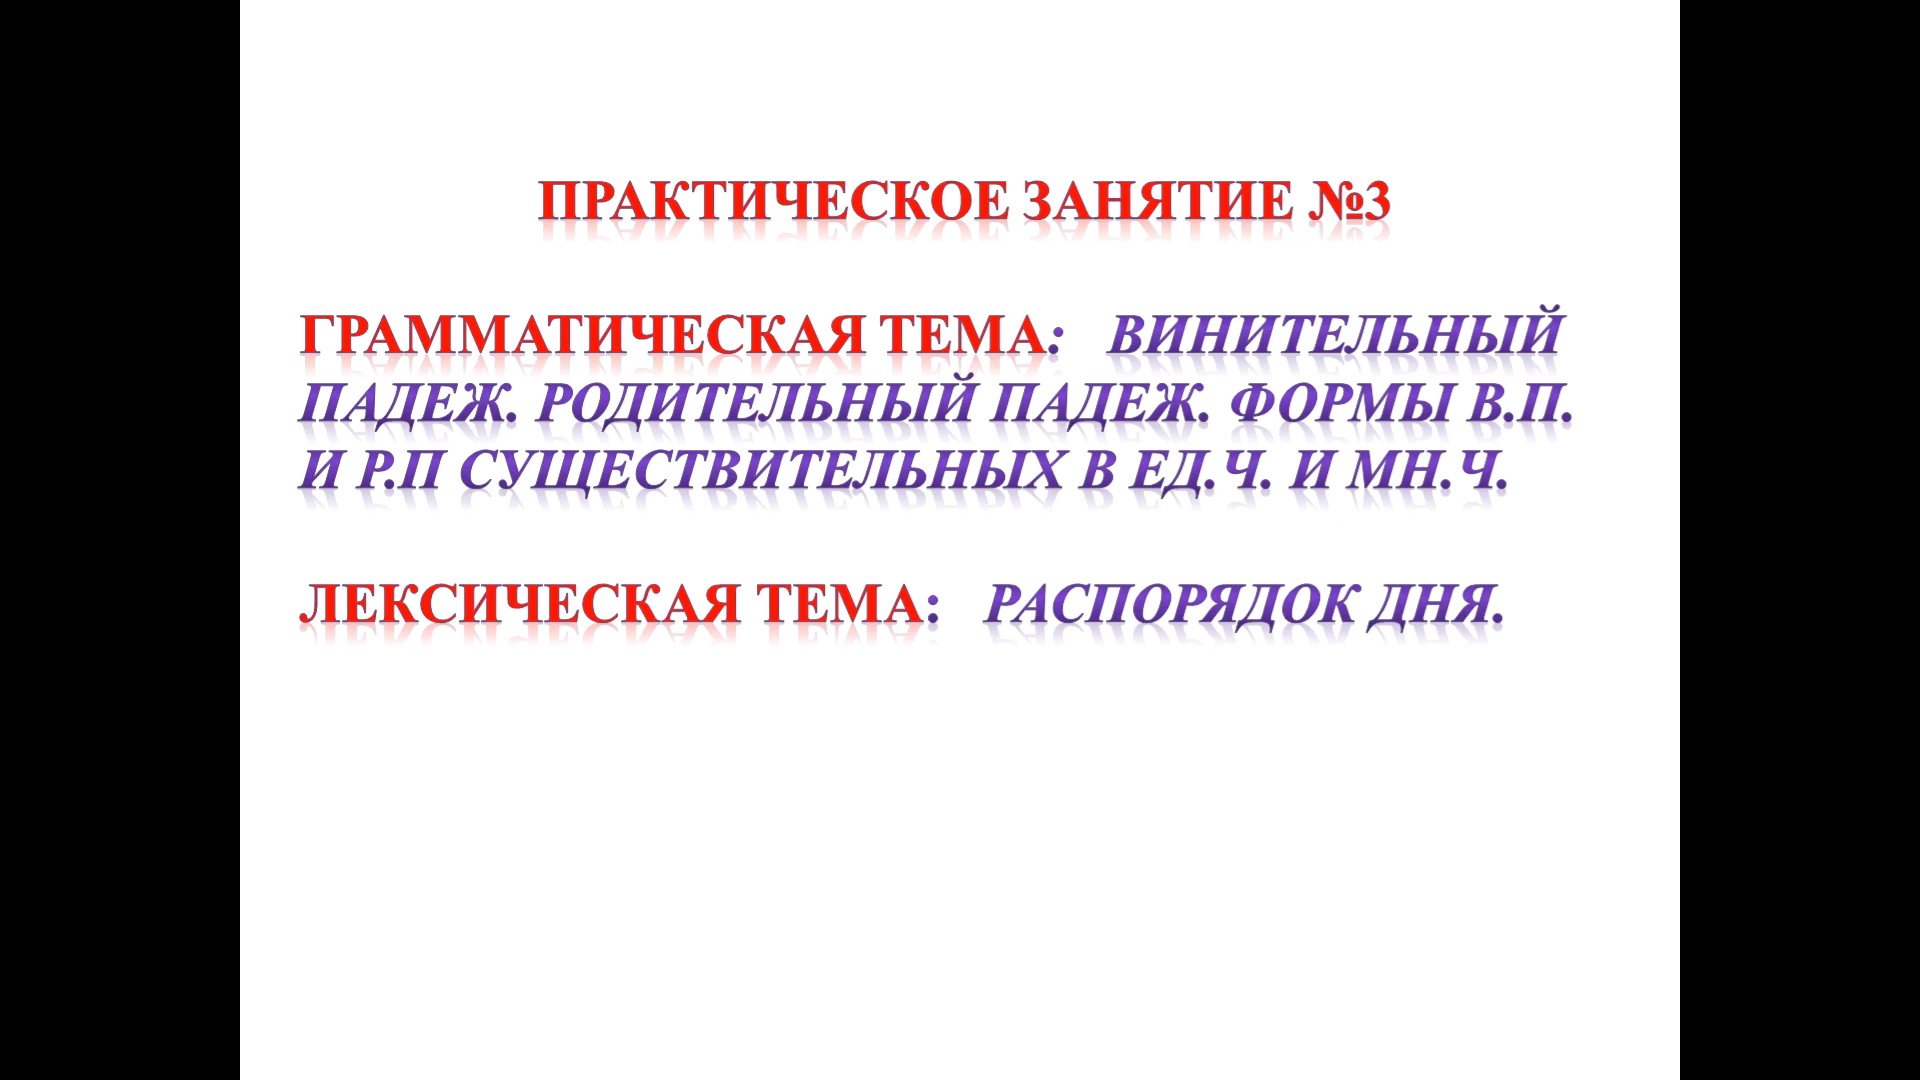 ПРАКТИЧЕСКОЕ ЗАНЯТИЕ №3
ГРАММАТИЧЕСКАЯ ТЕМА: ВИНИТЕЛЬНЫЙ
ПАДЕЖ. РОДИТЕЛЬНЫЙ ПАДЕЖ. ФОРМЫ В.П.
И Р.П СУЩЕСТВИТЕЛЬНЫХ В ЕД.Ч. И МН.Ч.
ЛЕКСИЧЕСКАЯ ТЕМА: РАСПОРЯДОК ДНЯ.